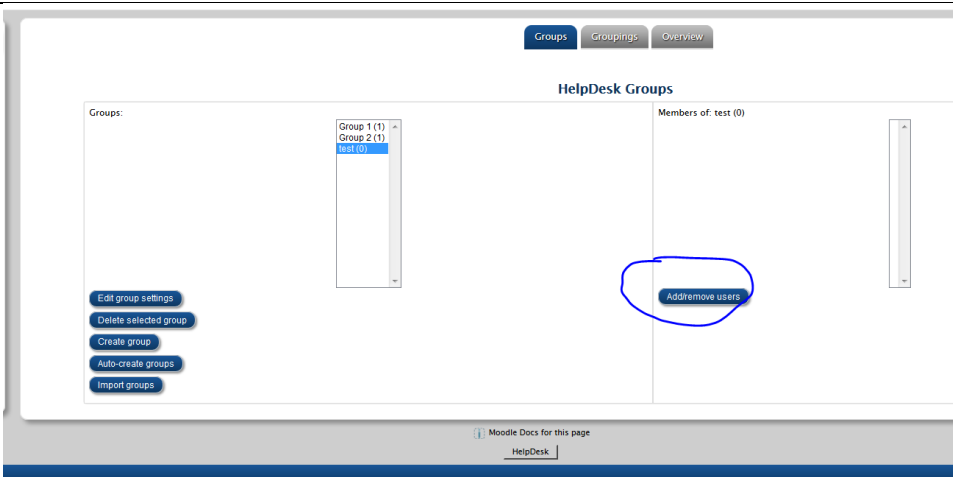 Groups Groupings Overview
HelpDesk Groups
Groups:
Group 1 (1)
Group 2 (1)
test (0)
Edit group settings
Delete selected group
Create group
Auto-create groups
Import groups
Members of: test (0)
Add/remove users
Moodle Docs for this page
HelpDesk